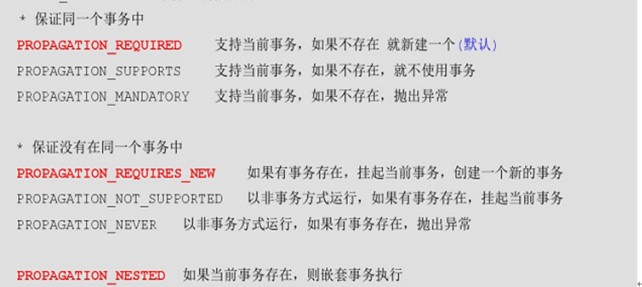 * 保证同一个事务中
PROPAGATION_REQUIRED 支持当前事务，如果不存在 就新建一个(默认)
PROPAGATION_SUPPORTS 支持当前事务，如果不存在，就不使用事务
PROPAGATION_MANDATORY 支持当前事务，如果不存在，抛出异常
* 保证没有在同一个事务中
PROPAGATION_REQUIRES_NEW 如果有事务存在，挂起当前事务，创建一个新的事务
PROPAGATION_NOT_SUPPORTED 以非事务方式运行，如果有事务存在，挂起当前事务
PROPAGATION_NEVER 以非事务方式运行，如果有事务存在，抛出异常
PROPAGATION_NESTED 如果当前事务存在，则嵌套事务执行